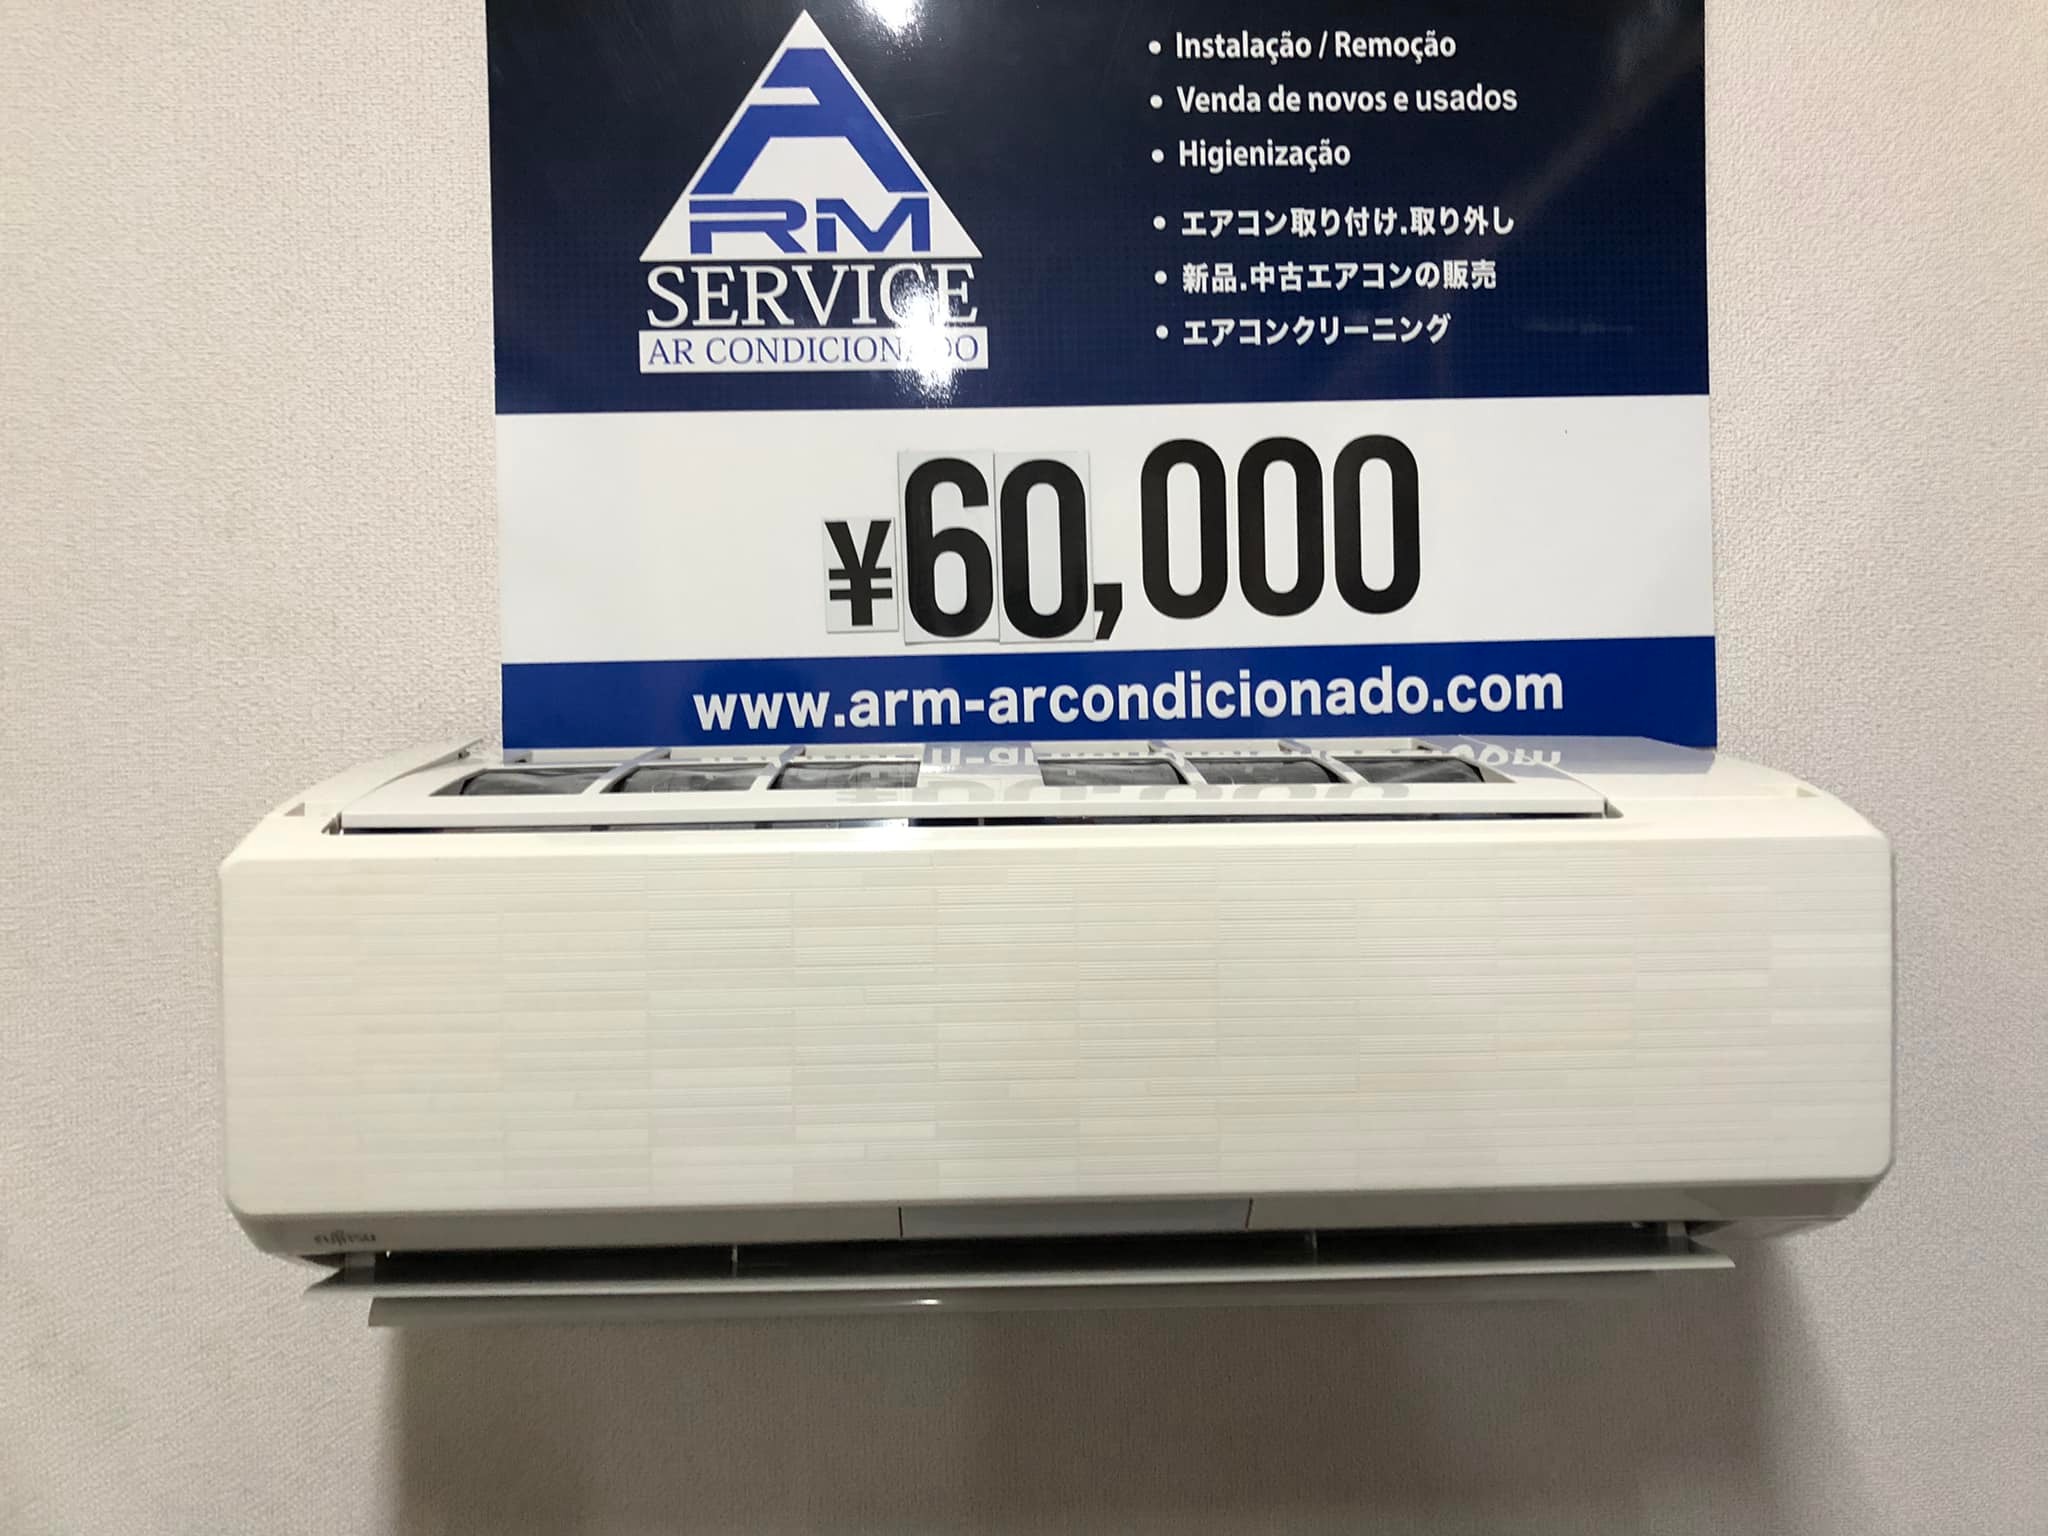 ARM
SERVICE
AR CONDICIONADO
• Instalação / Remoção
• Venda de novos e usados
• Higienização
• エアコン取り付け.取り外し
• 新品.中古エアコンの販売
• エアコンクリーニング
¥60,000
www.arm-arcondicionado.com
FUJITSU